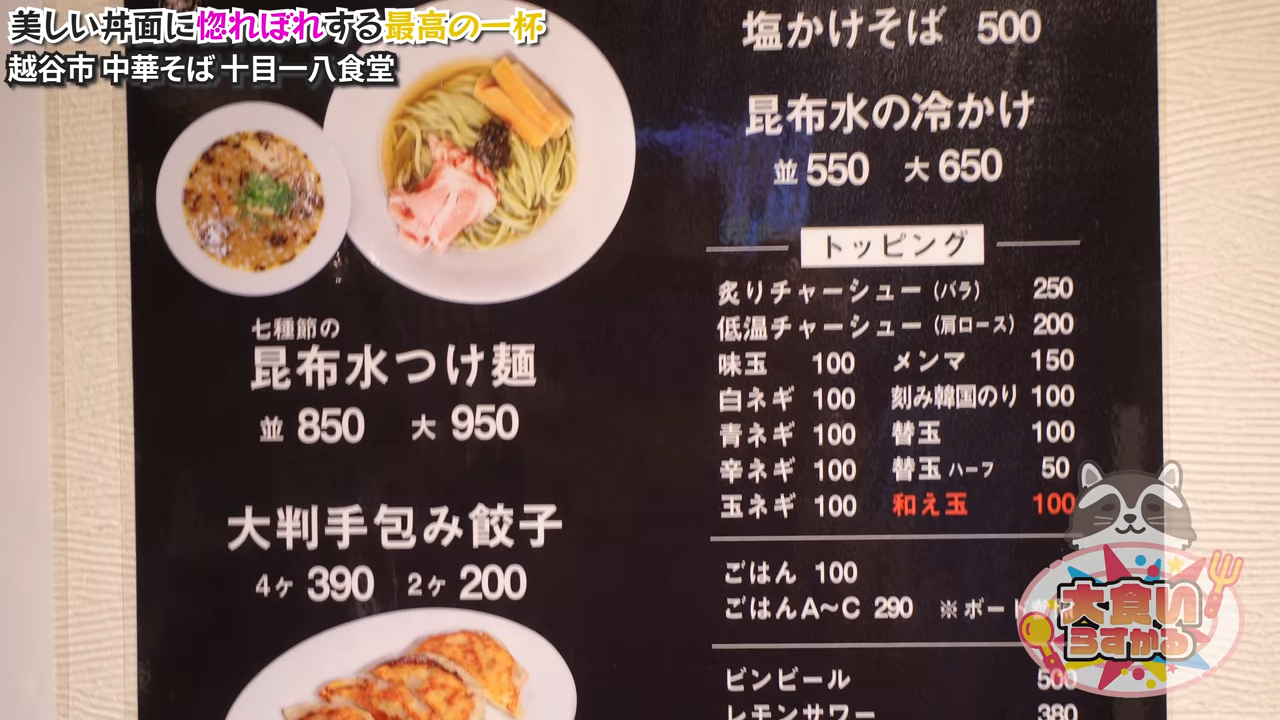 美しい丼面に惚れぼれする最高の一杯
越谷市 中華そば 十目一八食堂
七種節の
昆布水つけ麺
並 850 大 950
大判手包み餃子
4ヶ 390 2ヶ 200
塩かけそば 500
昆布水の冷かけ
並 550 大 650
トッピング
炙りチャーシュー(バラ) 250
低温チャーシュー(肩ロース) 200
味玉 100 メンマ 150
白ネギ 100 刻み韓国のり 100
青ネギ 100 替玉 100
辛ネギ 100 替玉ハーフ 50
玉ネギ 100 和え玉 100
ごはん 100
ごはんA〜C 290 ※ボード
ビンビール 500
レモンサワー 380
大食い
らすかる